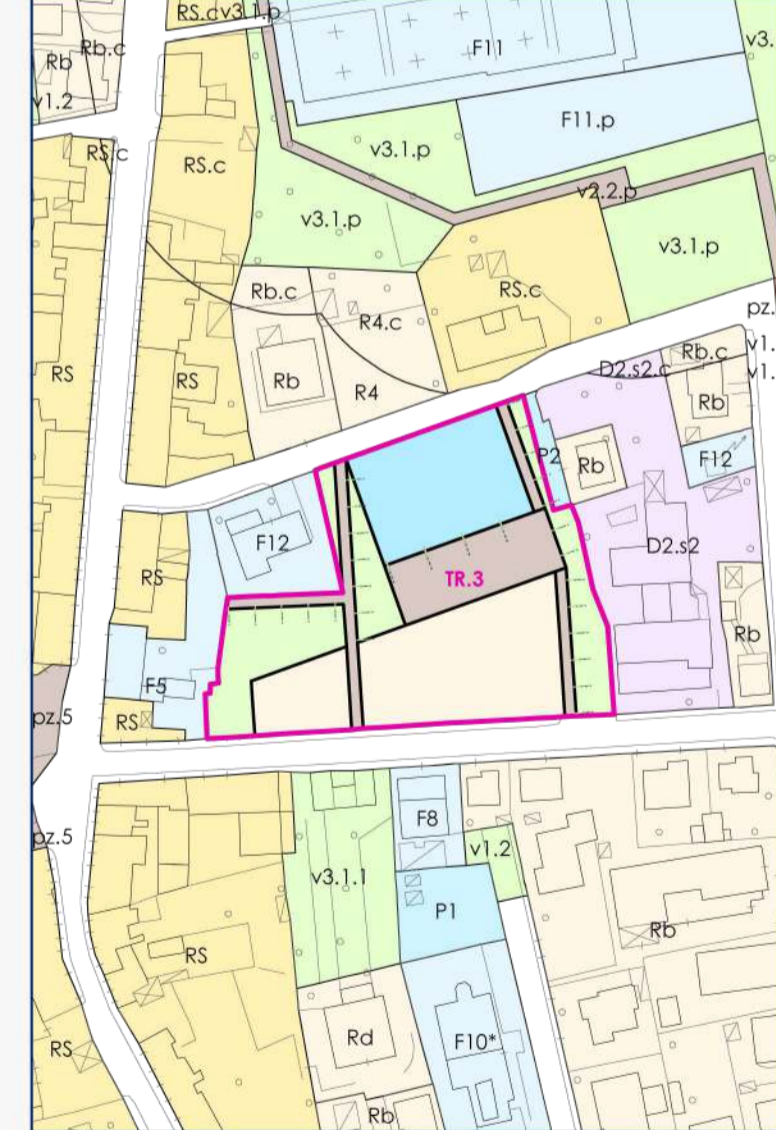 RS.c
v3.1.p
Rb.c
Rb
F11
v3.
v1.2
F11.p
RS.c
v3.1.p
RS.c
v2.2.p
v3.1.p
v3.1.p
Rb.c
RS.c
R4.c
pz.
v1.
Rb.c
D2.s2.c
v1.
RS
RS
Rb
R4
Rb
P2
Rb
F12
F12
D2.s2
RS
TR.3
Rb
F5
pz.5
RS
F8
pz.5
v1.2
v3.1.1
P1
Rb
RS
Rd
F10*
RS
Rb